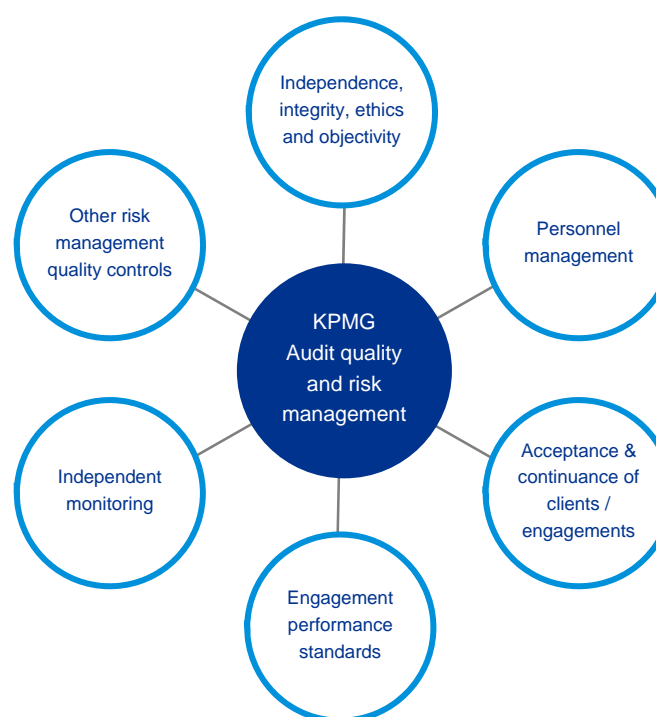 Independence,
integrity, ethics
and objectivity
Other risk
management
quality controls
Personnel
management
KPMG
Audit quality
and risk
management
Independent
monitoring
Acceptance &
continuance of
clients /
engagements
Engagement
performance
standards